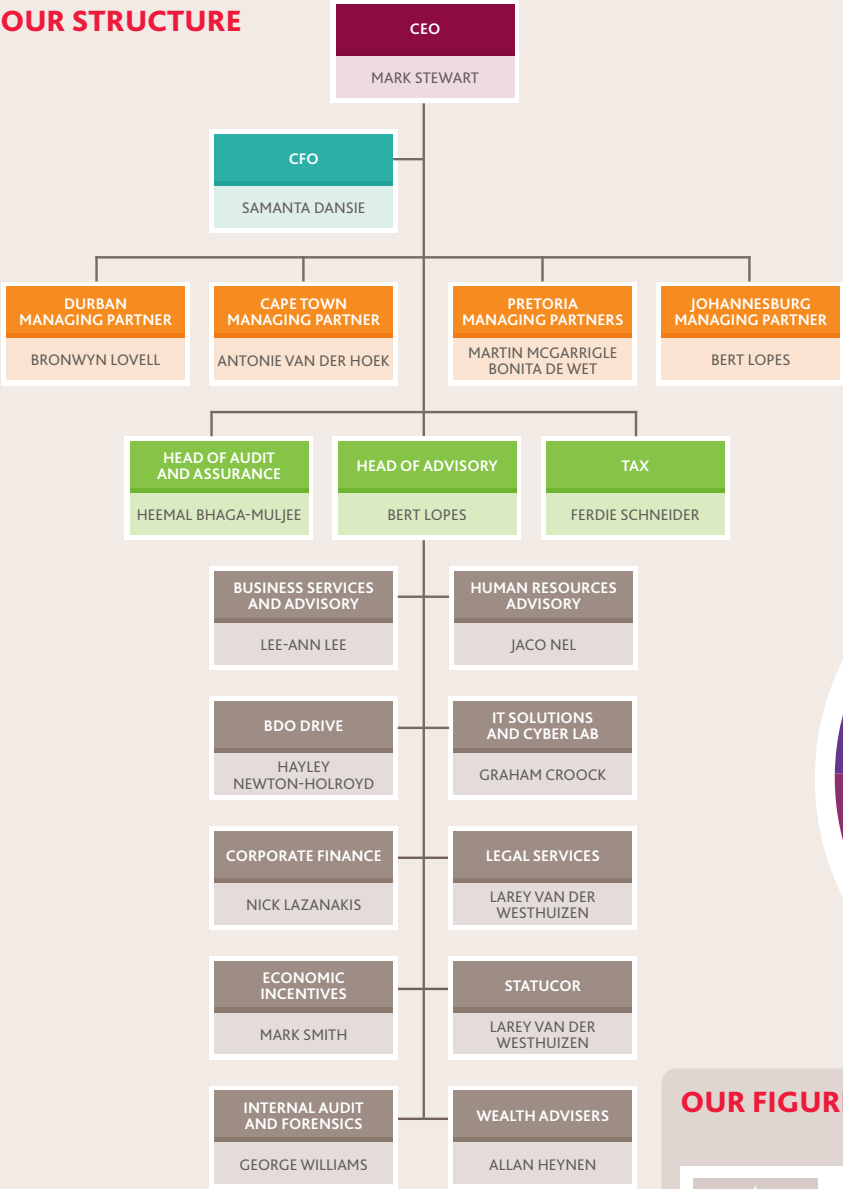 OUR STRUCTURE
CEO
MARK STEWART
CFO
SAMANTA DANSIE
DURBAN
MANAGING PARTNER
BRONWYN LOVELL
CAPE TOWN
MANAGING PARTNER
ANTONIE VAN DER HOEK
PRETORIA
MANAGING PARTNERS
MARTIN MCGARRIGLE
BONITA DE WET
JOHANNESBURG
MANAGING PARTNER
BERT LOPES
HEAD OF AUDIT
AND ASSURANCE
HEEMAL BHAGA-MULJEE
HEAD OF ADVISORY
BERT LOPES
TAX
FERDIE SCHNEIDER
BUSINESS SERVICES
AND ADVISORY
LEE-ANN LEE
HUMAN RESOURCES
ADVISORY
JACO NEL
BDO DRIVE
HAYLEY
NEWTON-HOLROYD
IT SOLUTIONS
AND CYBER LAB
GRAHAM CROOCK
CORPORATE FINANCE
NICK LAZANAKIS
LEGAL SERVICES
LAREY VAN DER
WESTHUIZEN
ECONOMIC
INCENTIVES
MARK SMITH
STATUCOR
LAREY VAN DER
WESTHUIZEN
INTERNAL AUDIT
AND FORENSICS
GEORGE WILLIAMS
WEALTH ADVISERS
ALLAN HEYNEN
OUR FIGUR